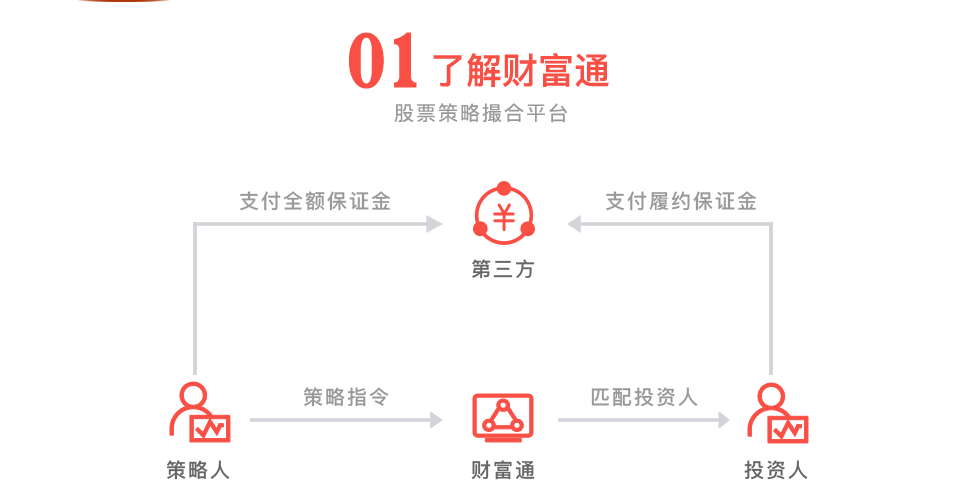 01 了解财富通
股票策略撮合平台
支付全额保证金
支付履约保证金
第三方
策略指令
匹配投资人
策略人
财富通
投资人